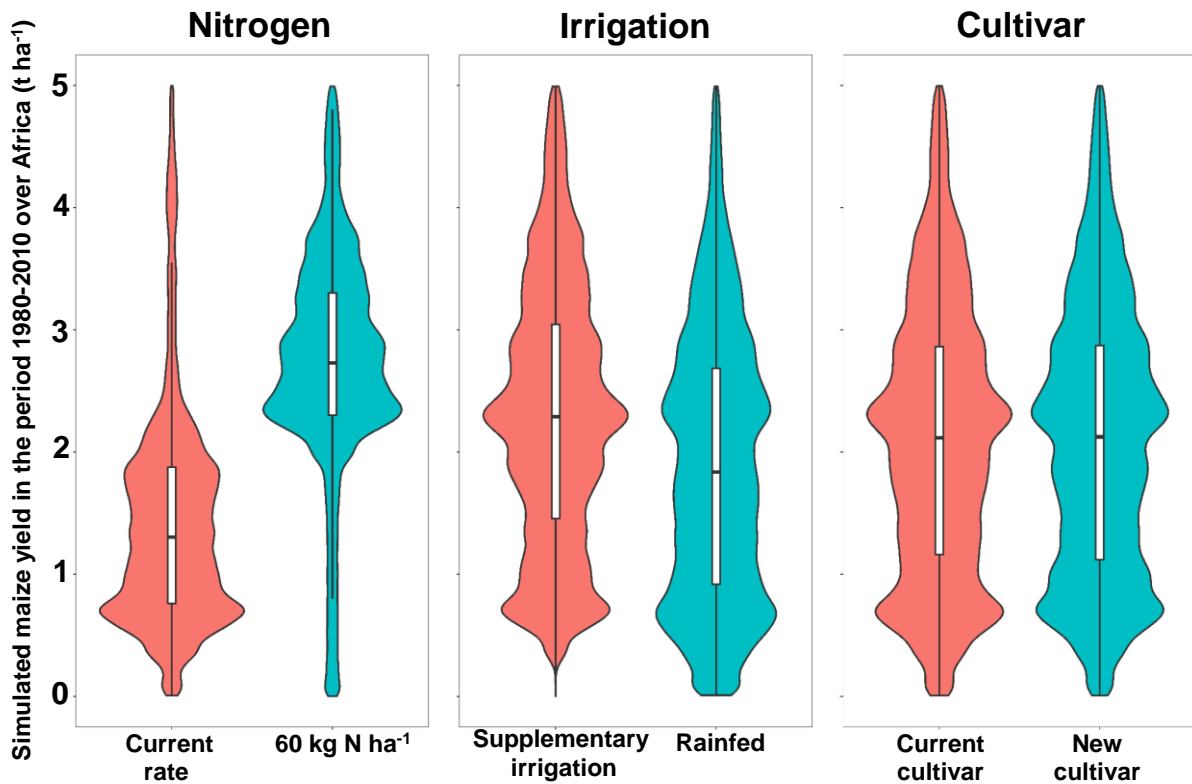 Nitrogen
Irrigation
Cultivar
Simulated maize yield in the period 1980-2010 over Africa (t ha-1)
5
4
3
2
1
0
Current
rate
60 kg N ha-1
Supplementary
irrigation
Rainfed
Current
cultivar
New
cultivar